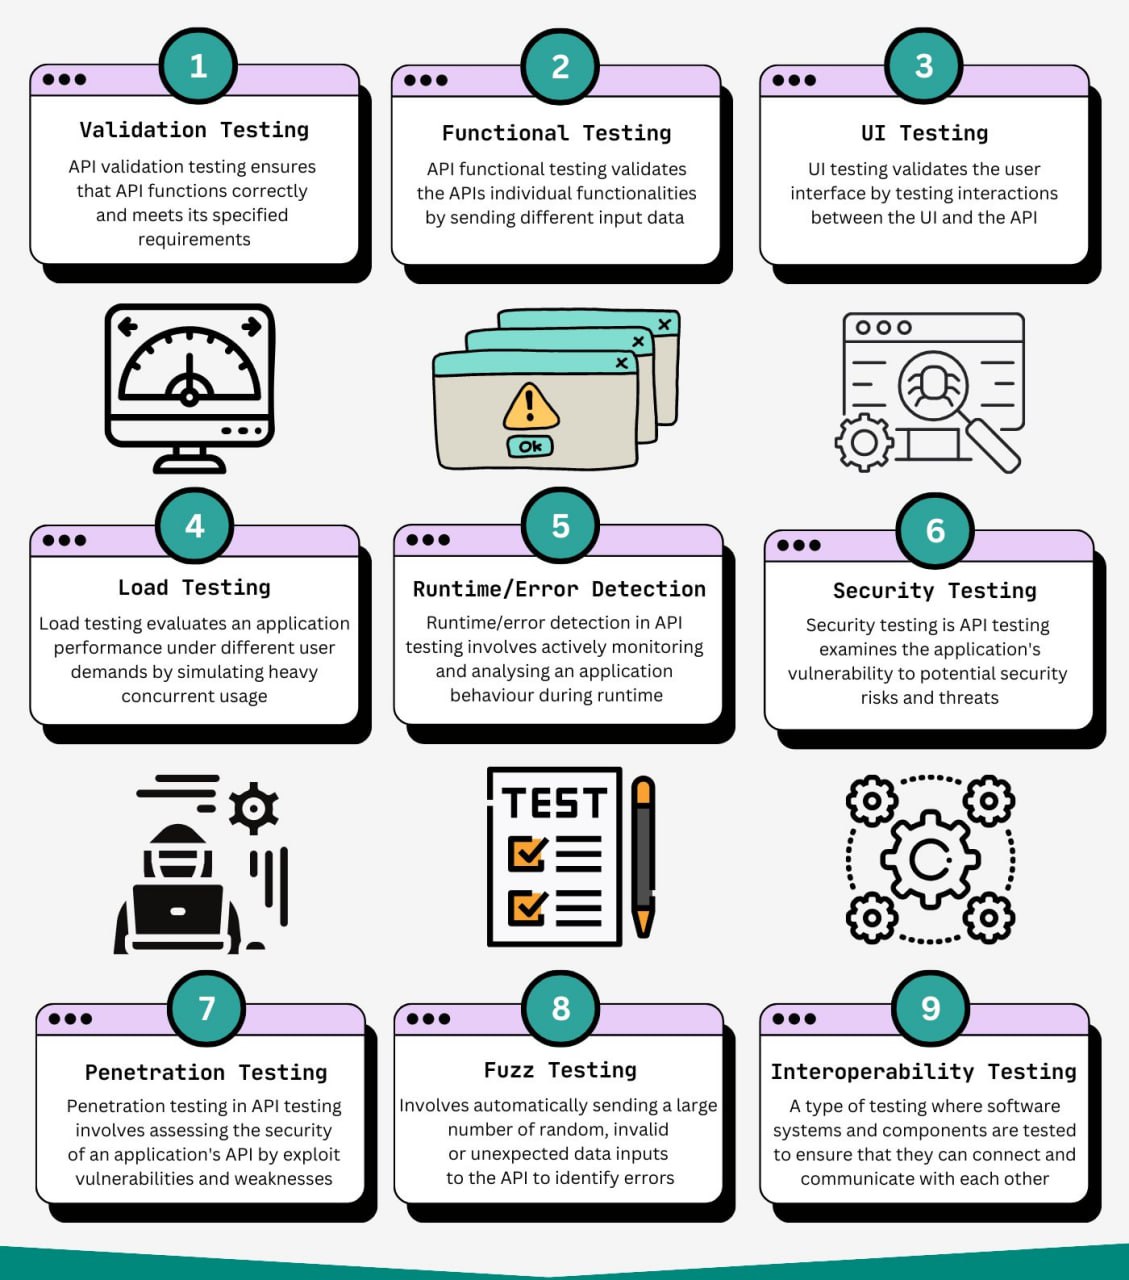 1
Validation Testing
API validation testing ensures
that API functions correctly
and meets its specified
requirements
2
Functional Testing
API functional testing validates
the APIs individual functionalities
by sending different input data
3
UI Testing
UI testing validates the user
interface by testing interactions
between the UI and the API
Ok
4
Load Testing
Load testing evaluates an application
performance under different user
demands by simulating heavy
concurrent usage
5
Runtime/Error Detection
Runtime/error detection in API
testing involves actively monitoring
and analysing an application
behaviour during runtime
6
Security Testing
Security testing is API testing
examines the application's
vulnerability to potential security
risks and threats
TEST
7
Penetration Testing
Penetration testing in API testing
involves assessing the security
of an application's API by exploit
vulnerabilities and weaknesses
8
Fuzz Testing
Involves automatically sending a large
number of random, invalid
or unexpected data inputs
to the API to identify errors
9
Interoperability Testing
A type of testing where software
systems and components are tested
to ensure that they can connect and
communicate with each other